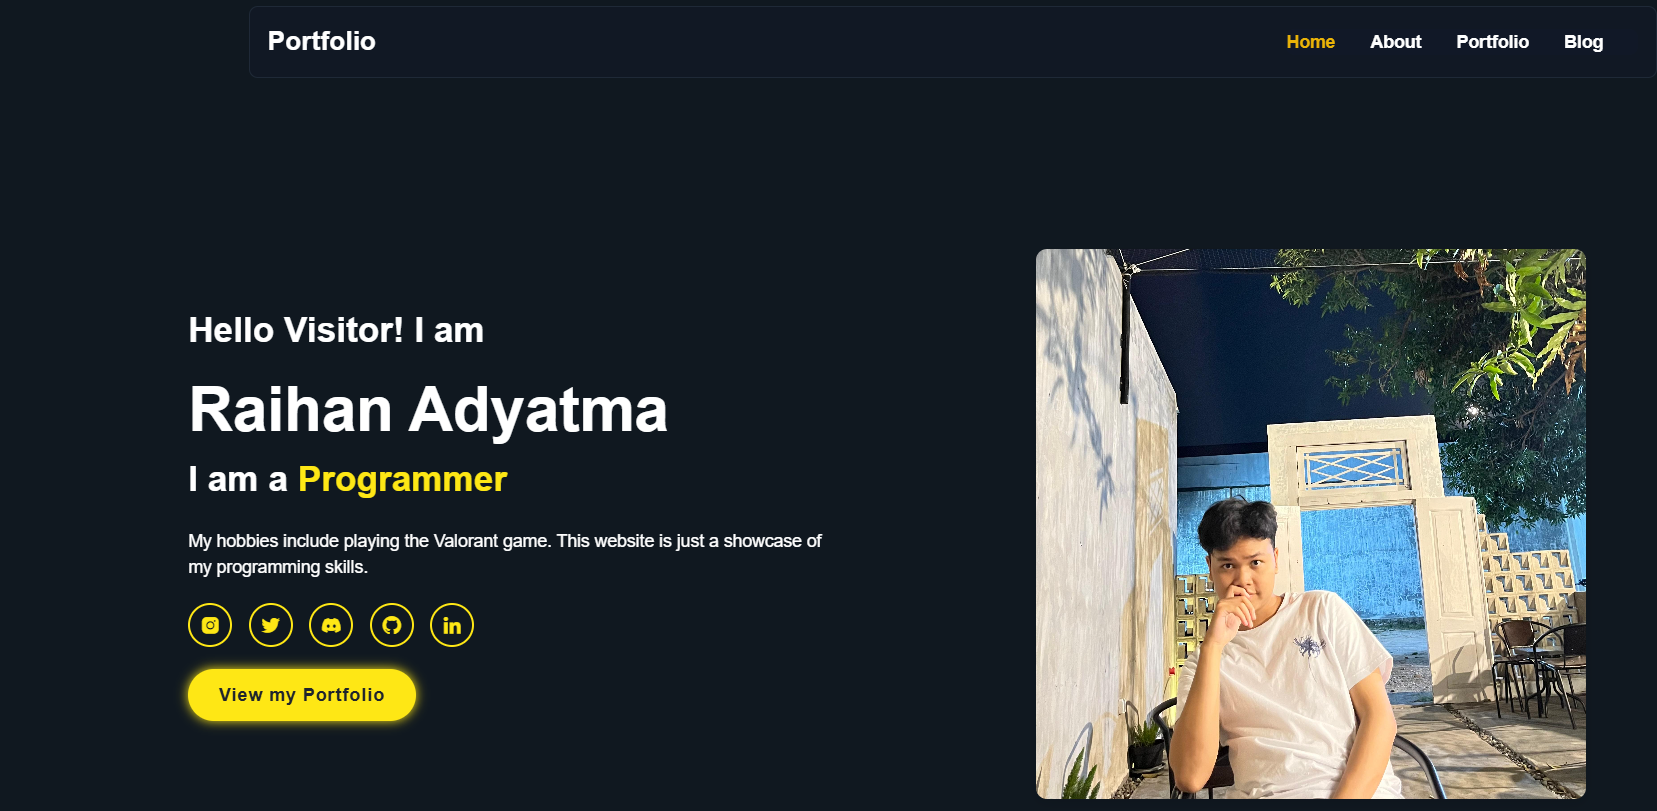 Portfolio
Home About Portfolio Blog
Hello Visitor! I am
Raihan Adyatma
I am a Programmer
My hobbies include playing the Valorant game. This website is just a showcase of
my programming skills.
View my Portfolio